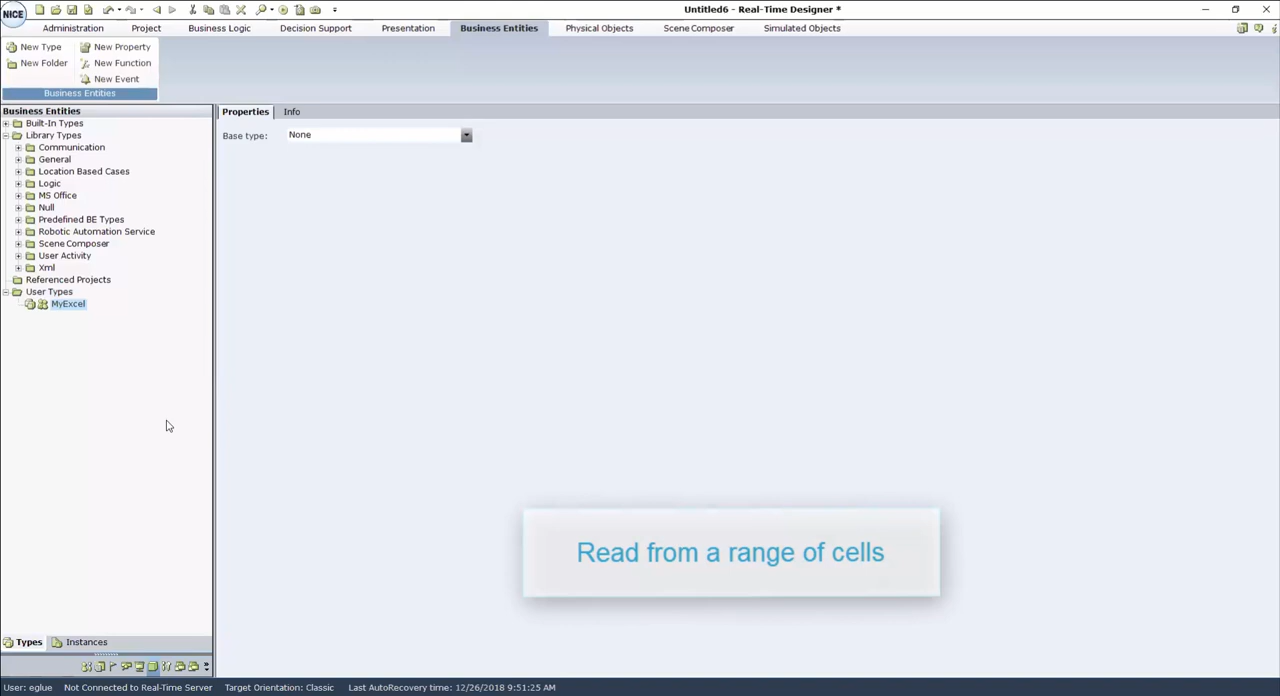 NICE
Untitled6 - Real-Time Designer *
Administration Project Business Logic Decision Support Presentation Business Entities Physical Objects Scene Composer Simulated Objects
New Type New Property
New Folder New Function
New Event
Business Entities
Business Entities
Properties Info
Built-In Types
Base type: None
Library Types
Communication
General
Location Based Cases
Logic
MS Office
Null
Predefined BE Types
Robotic Automation Service
Scene Composer
User Activity
Xml
Referenced Projects
User Types
MyExcel
Read from a range of cells
Types Instances
User: eglue Not Connected to Real-Time Server Target Orientation: Classic Last AutoRecovery time: 12/26/2018 9:51:25 AM